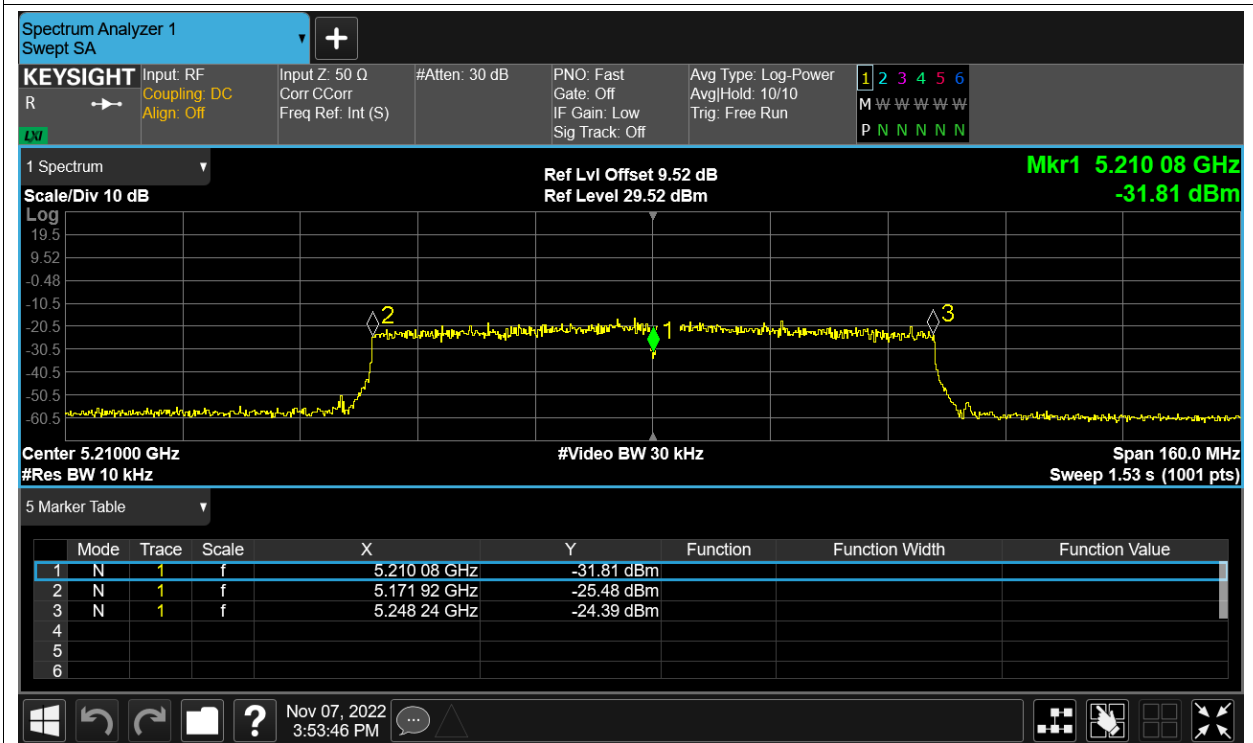 Spectrum Analyzer 1
Swept SA
KEYSIGHT
R
LXI
Input: RF
Coupling: DC
Align: Off
Input Z: 50 Ω
Corr CCorr
Freq Ref: Int (S)
#Atten: 30 dB
PNO: Fast
Gate: Off
IF Gain: Low
Sig Track: Off
Avg Type: Log-Power
Avg|Hold: 10/10
Trig: Free Run
1 2 3 4 5 6
M W W W W W
P N N N N N
1 Spectrum
Scale/Div 10 dB
Ref Lvl Offset 9.52 dB
Ref Level 29.52 dBm
Mkr1 5.210 08 GHz
-31.81 dBm
Log
19.5
9.52
-0.48
-10.5
-20.5
-30.5
-40.5
-50.5
-60.5
2
1
3
Center 5.21000 GHz
#Video BW 30 kHz
Span 160.0 MHz
#Res BW 10 kHz
Sweep 1.53 s (1001 pts)
5 Marker Table
Mode Trace Scale X Y Function Function Width Function Value
1 N 1 f 5.210 08 GHz -31.81 dBm
2 N 1 f 5.171 92 GHz -25.48 dBm
3 N 1 f 5.248 24 GHz -24.39 dBm
4
5
6
?
Nov 07, 2022
3:53:46 PM